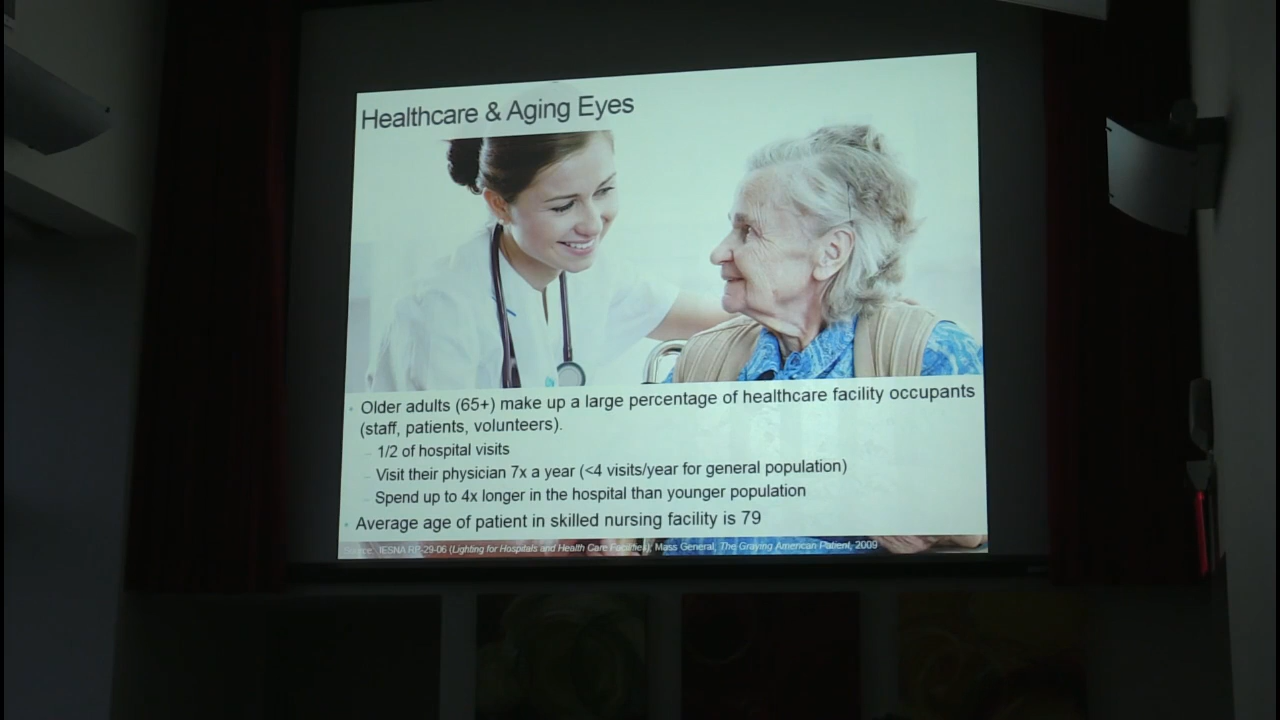 Healthcare & Aging Eyes
• Older adults (65+) make up a large percentage of healthcare facility occupants
(staff, patients, volunteers).
– 1/2 of hospital visits
– Visit their physician 7x a year (<4 visits/year for general population)
– Spend up to 4x longer in the hospital than younger population
• Average age of patient in skilled nursing facility is 79
Source: IESNA RP-29-06 (Lighting for Hospitals and Health Care Facilities), Mass General, The Graying American Patient, 2009